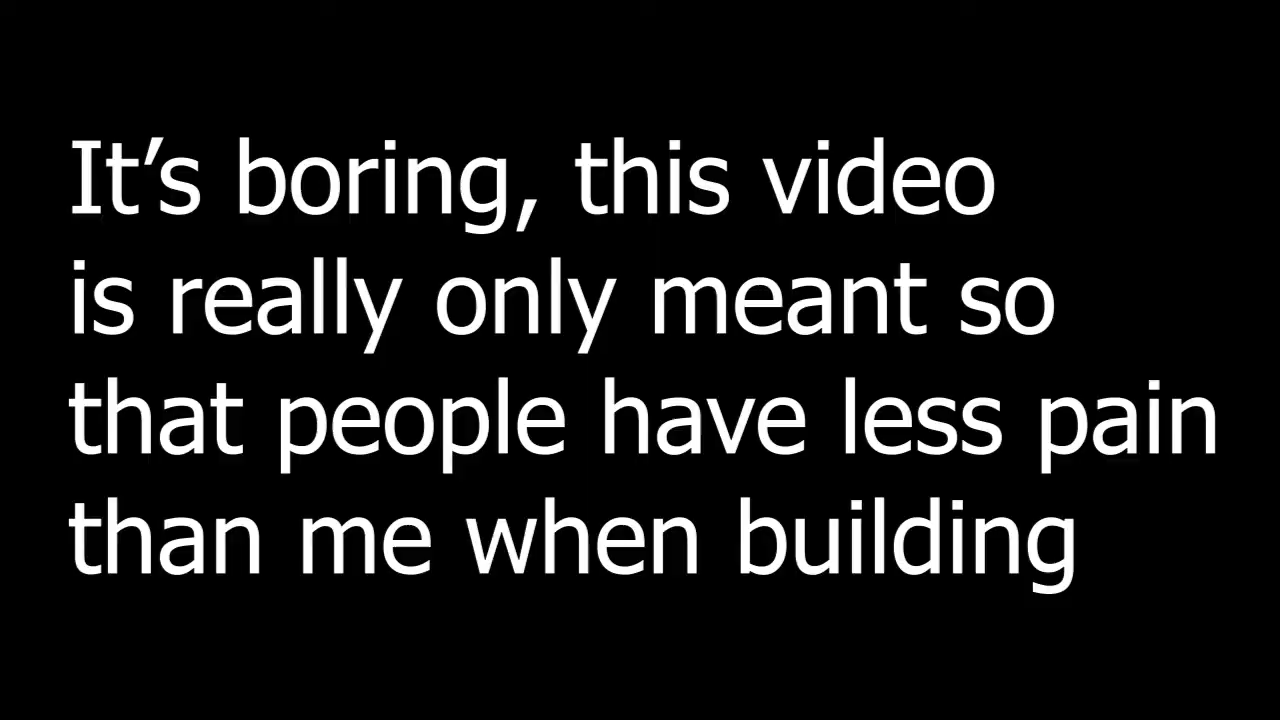 It’s boring, this video
is really only meant so
that people have less pain
than me when building